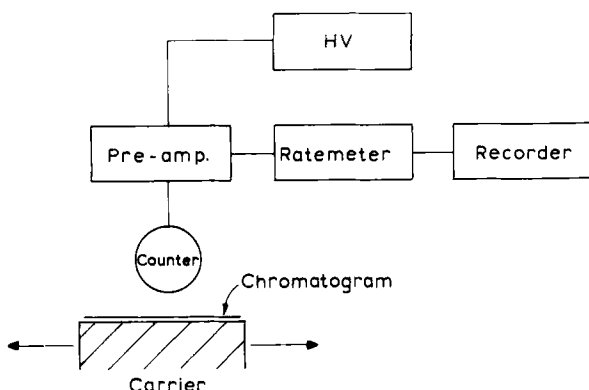 HV
Pre-amp.
Ratemeter
Recorder
Counter
Chromatogram
Carrier